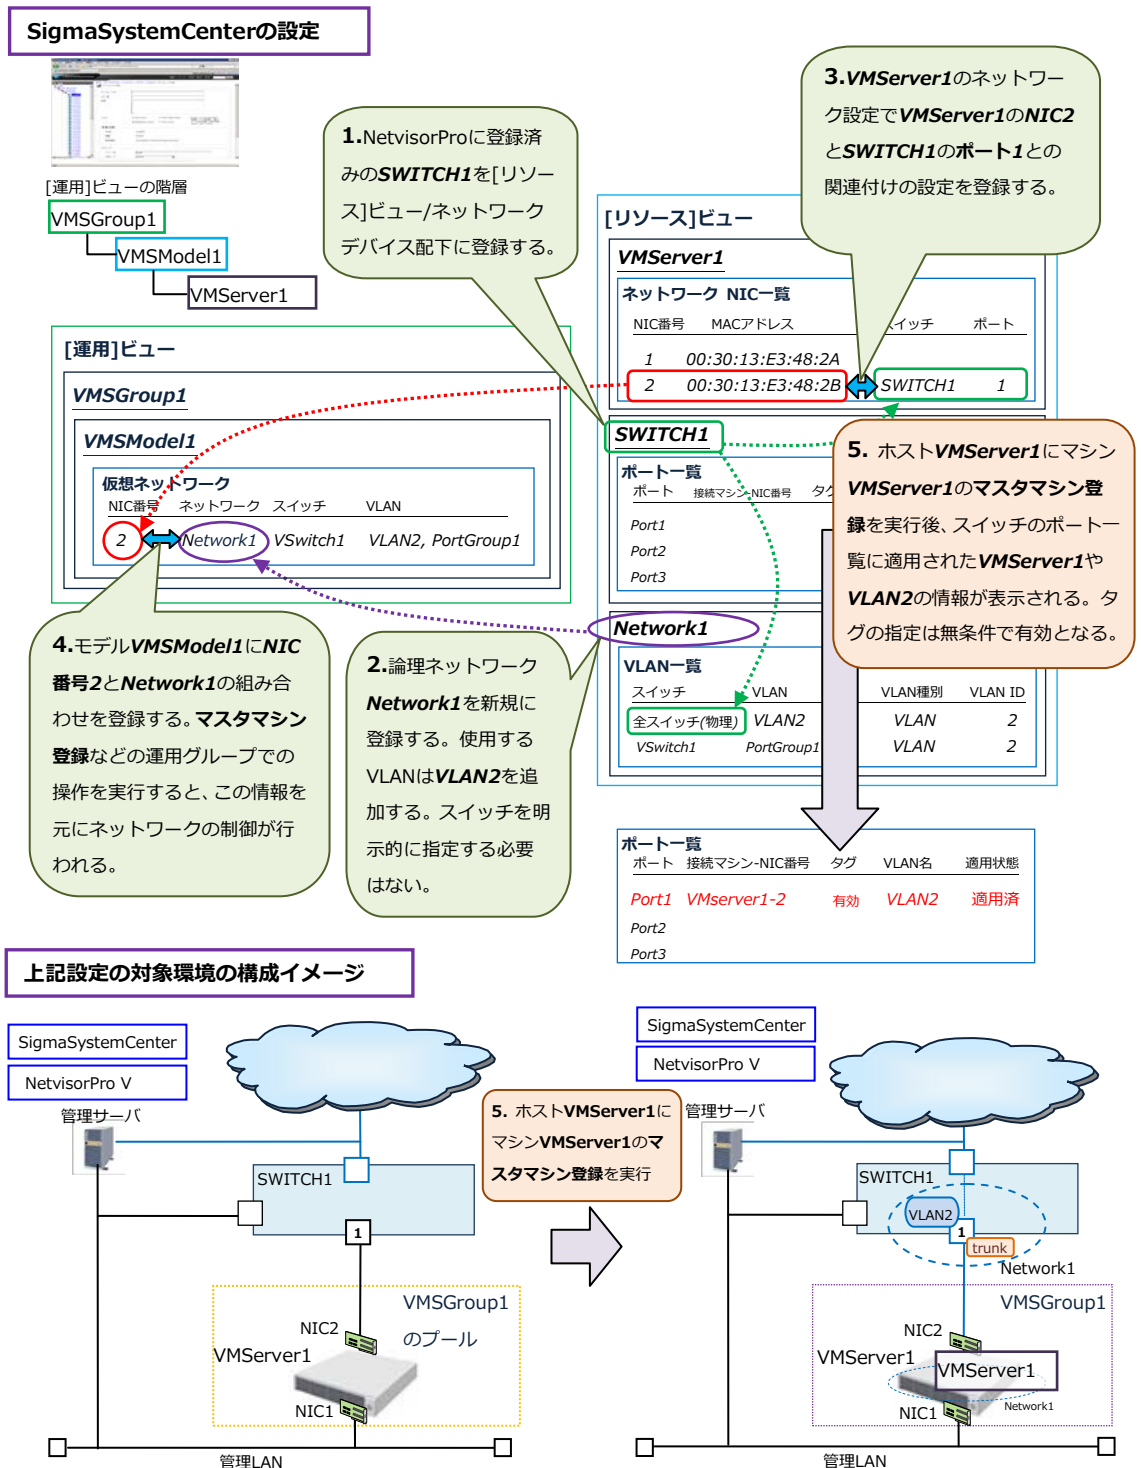 SigmaSystemCenterの設定
[運用]ビューの階層
VMSGroup1
VMSModel1
VMServer1
1.NetvisorProに登録済
みのSWITCH1を[リソー
ス]ビュー/ネットワーク
デバイス配下に登録する。
3.VMServer1のネットワー
ク設定でVMServer1のNIC2
とSWITCH1のポート1との
関連付けの設定を登録する。
[リソース]ビュー
VMServer1
ネットワーク NIC一覧
NIC番号 MACアドレス イッチ ポート
1 00:30:13:E3:48:2A
2 00:30:13:E3:48:2B SWITCH1 1
[運用]ビュー
VMSGroup1
VMSModel1
仮想ネットワーク
NIC番号 ネットワーク スイッチ VLAN
2 Network1 VSwitch1 VLAN2, PortGroup1
SWITCH1
ポート一覧
ポート 接続マシン-NIC番号 タグ
Port1
Port2
Port3
5. ホストVMServer1にマシン
VMServer1のマスタマシン登
録を実行後、スイッチのポート一
覧に適用されたVMServer1や
VLAN2の情報が表示される。タ
グの指定は無条件で有効となる。
4.モデルVMSModel1にNIC
番号2とNetwork1の組み合
わせを登録する。マスタマシン
登録などの運用グループでの
操作を実行すると、この情報を
元にネットワークの制御が行
われる。
2.論理ネットワーク
Network1を新規に
登録する。使用する
VLANはVLAN2を追
加する。スイッチを明
示的に指定する必要
はない。
Network1
VLAN一覧
スイッチ VLAN VLAN種別 VLAN ID
全スイッチ(物理) VLAN2 VLAN 2
VSwitch1 PortGroup1 VLAN 2
ポート一覧
ポート 接続マシン-NIC番号 タグ VLAN名 適用状態
Port1 VMserver1-2 有効 VLAN2 適用済
Port2
Port3
上記設定の対象環境の構成イメージ
SigmaSystemCenter
NetvisorPro V
管理サーバ
SWITCH1
1
VMSGroup1
のプール
NIC2
VMServer1
NIC1
管理LAN
5. ホストVMServer1に
マシンVMServer1のマ
スタマシン登録を実行
SigmaSystemCenter
NetvisorPro V
管理サーバ
SWITCH1
VLAN2
1
trunk
Network1
VMSGroup1
NIC2
VMServer1
VMServer1
Network1
NIC1
管理LAN